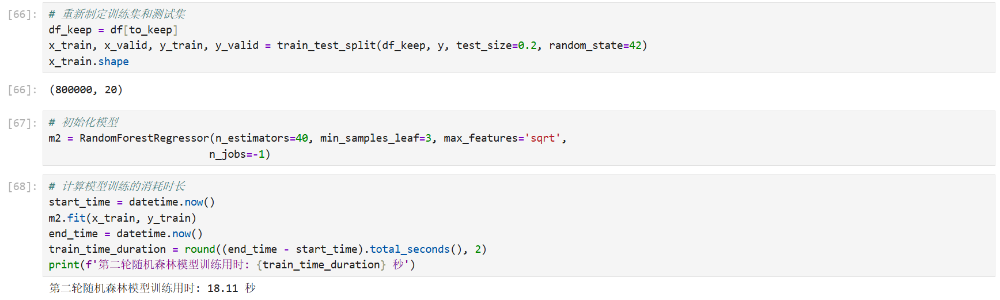 [66]: # 重新制定训练集和测试集
df_keep = df[to_keep]
x_train, x_valid, y_train, y_valid = train_test_split(df_keep, y, test_size=0.2, random_state=42)
x_train.shape
[66]: (800000, 20)
[67]: # 初始化模型
m2 = RandomForestRegressor(n_estimators=40, min_samples_leaf=3, max_features='sqrt',
n_jobs=-1)
[68]: # 计算模型训练的消耗时长
start_time = datetime.now()
m2.fit(x_train, y_train)
end_time = datetime.now()
train_time_duration = round((end_time - start_time).total_seconds(), 2)
print(f'第二轮随机森林模型训练用时: {train_time_duration} 秒')
第二轮随机森林模型训练用时: 18.11 秒